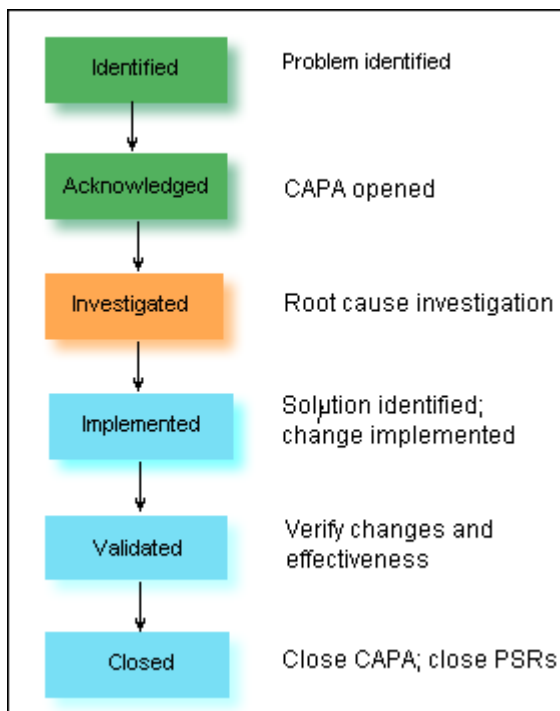 Identified
Problem identified
Acknowledged
CAPA opened
Investigated
Root cause investigation
Implemented
Solution identified;
change implemented
Validated
Verify changes and
effectiveness
Closed
Close CAPA; close PSRs